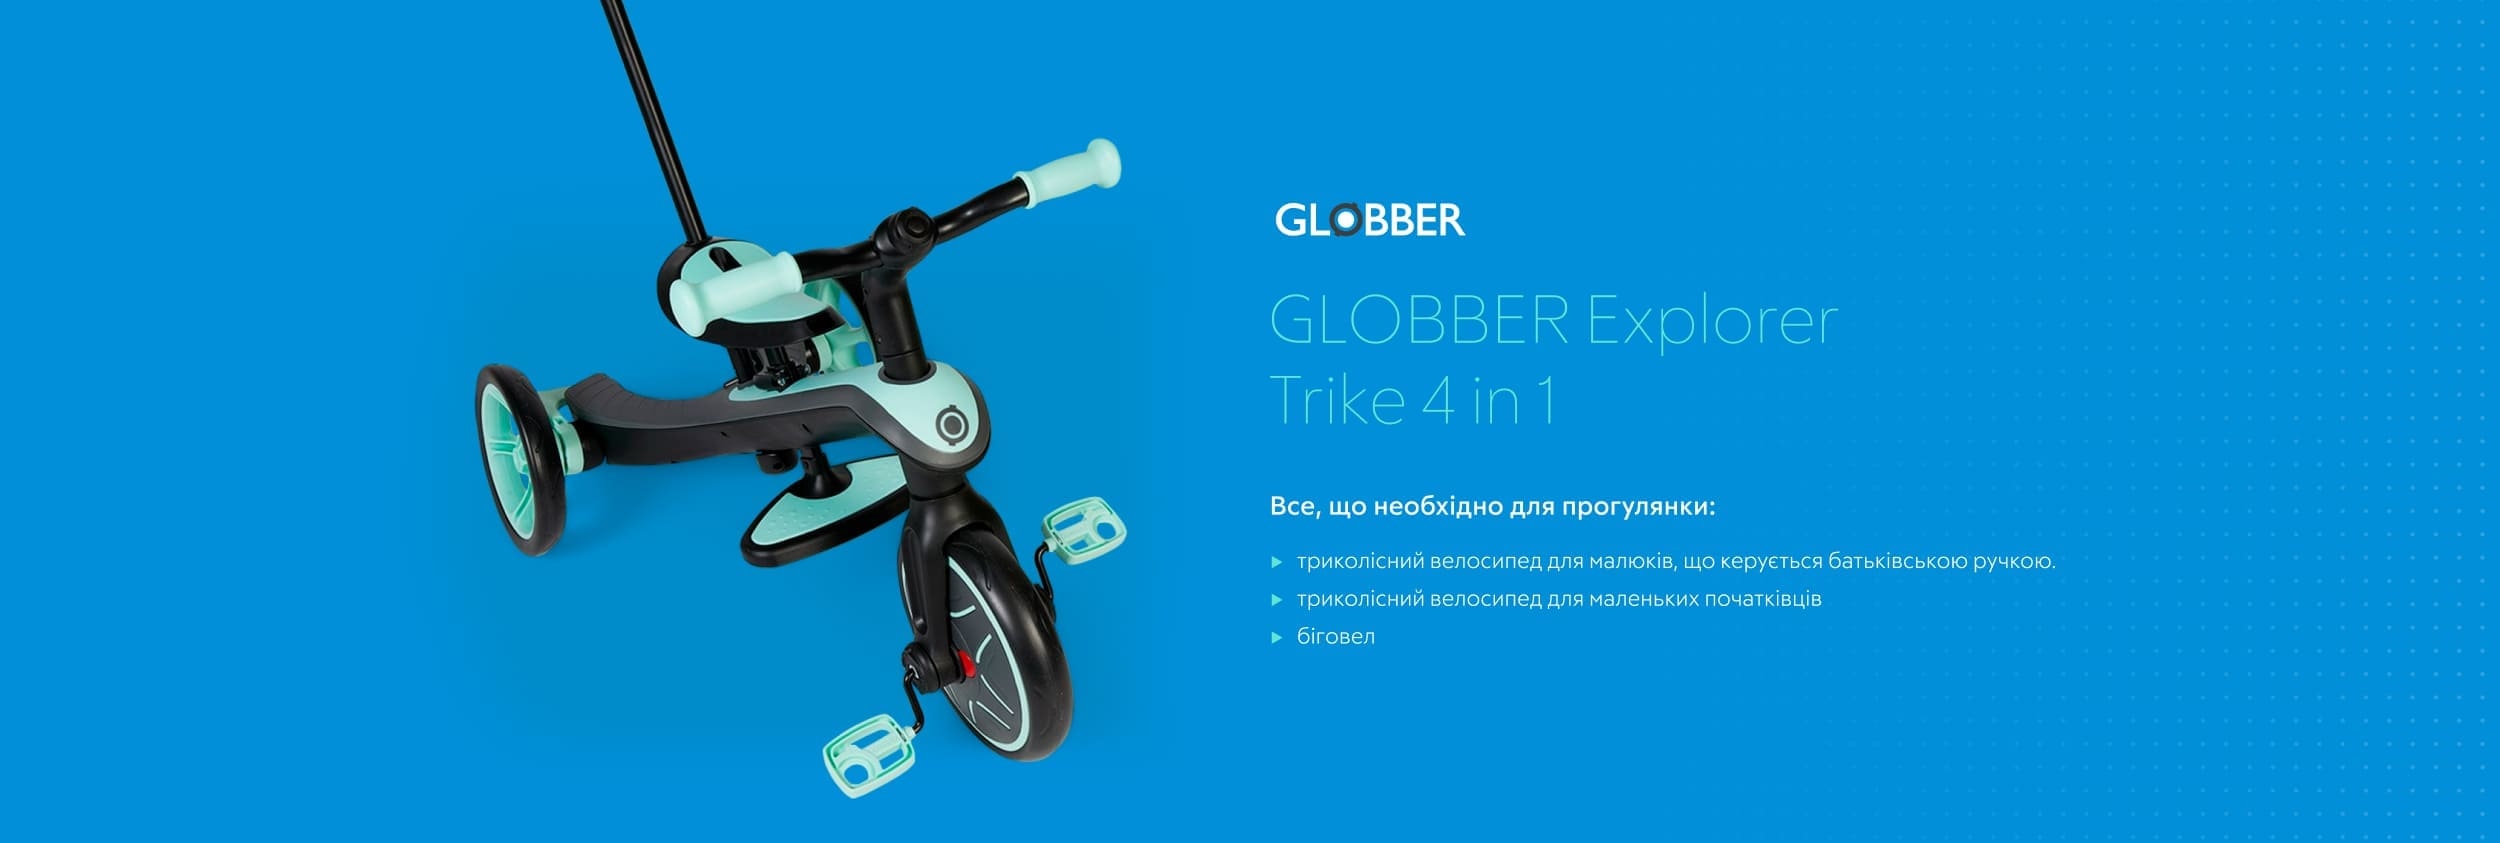 GLOBBER
GLOBBER Explorer
Trike 4 in 1
Все, що необхідно для прогулянки:
триколісний велосипед для малюків, що керується батьківською ручкою.
триколісний велосипед для маленьких початківців
біговел